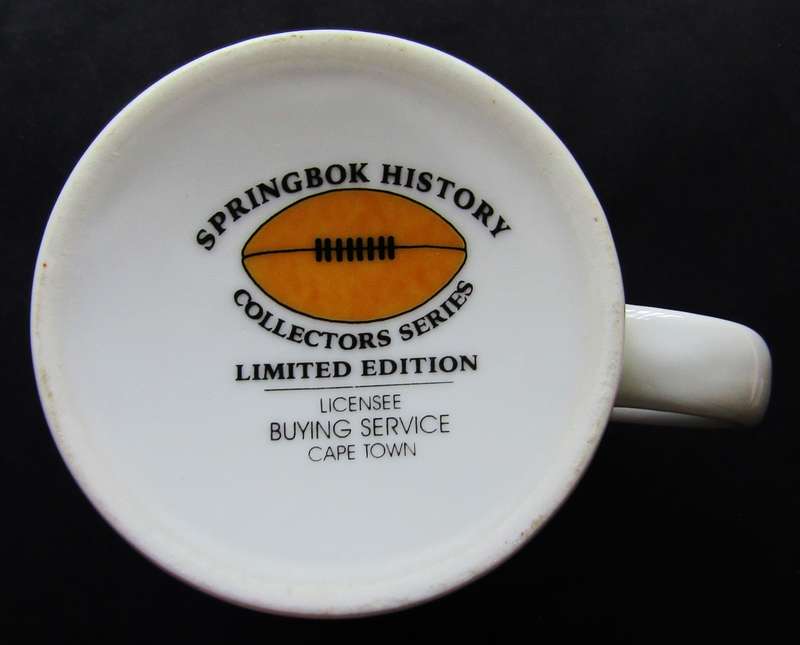 SPRINGBOK HISTORY
COLLECTORS SERIES
LIMITED EDITION
LICENSEE
BUYING SERVICE
CAPE TOWN